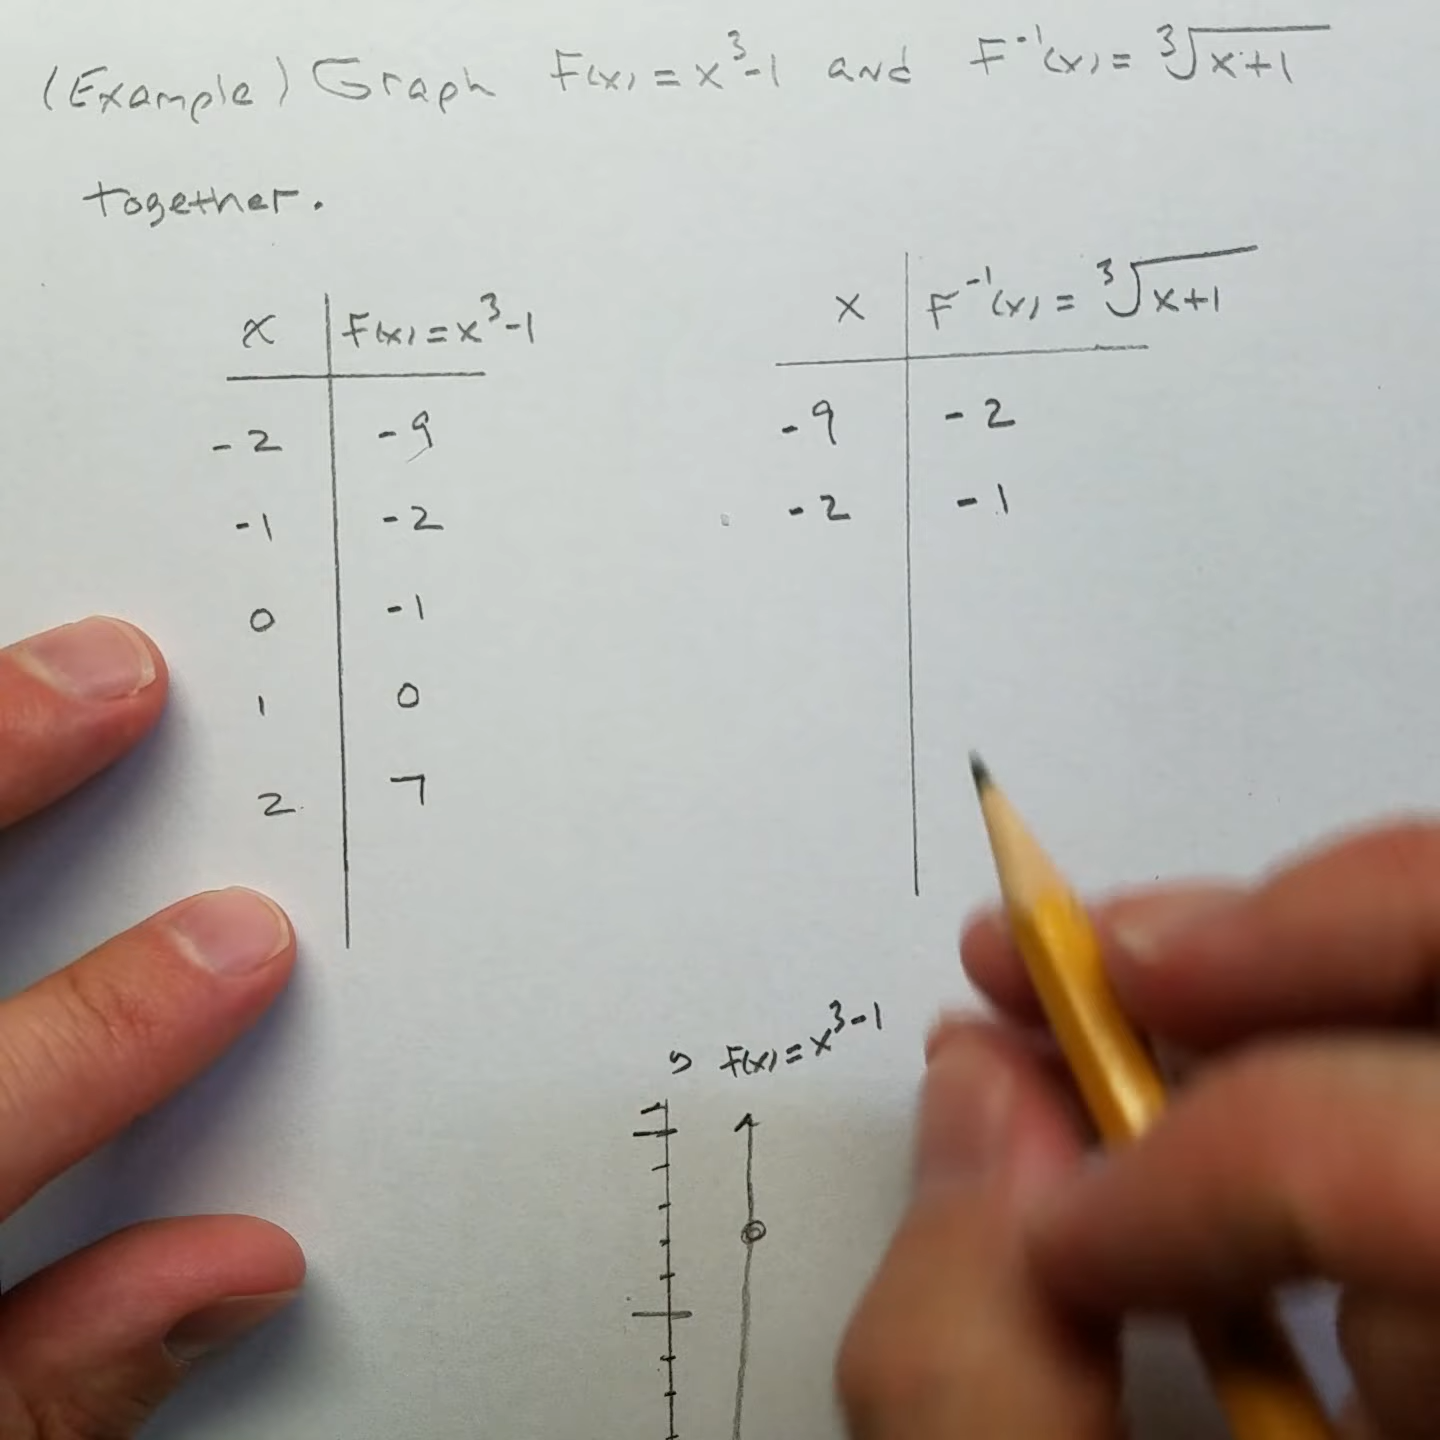 (Example) Graph F(x) = x³-1 and F⁻¹(x) = ∛x+1
together.
x F(x) = x³-1
-2 -9
-1 -2
0 -1
1 0
2 7
x F⁻¹(x) = ∛x+1
-9 -2
-2 -1
y F(x) = x³-1